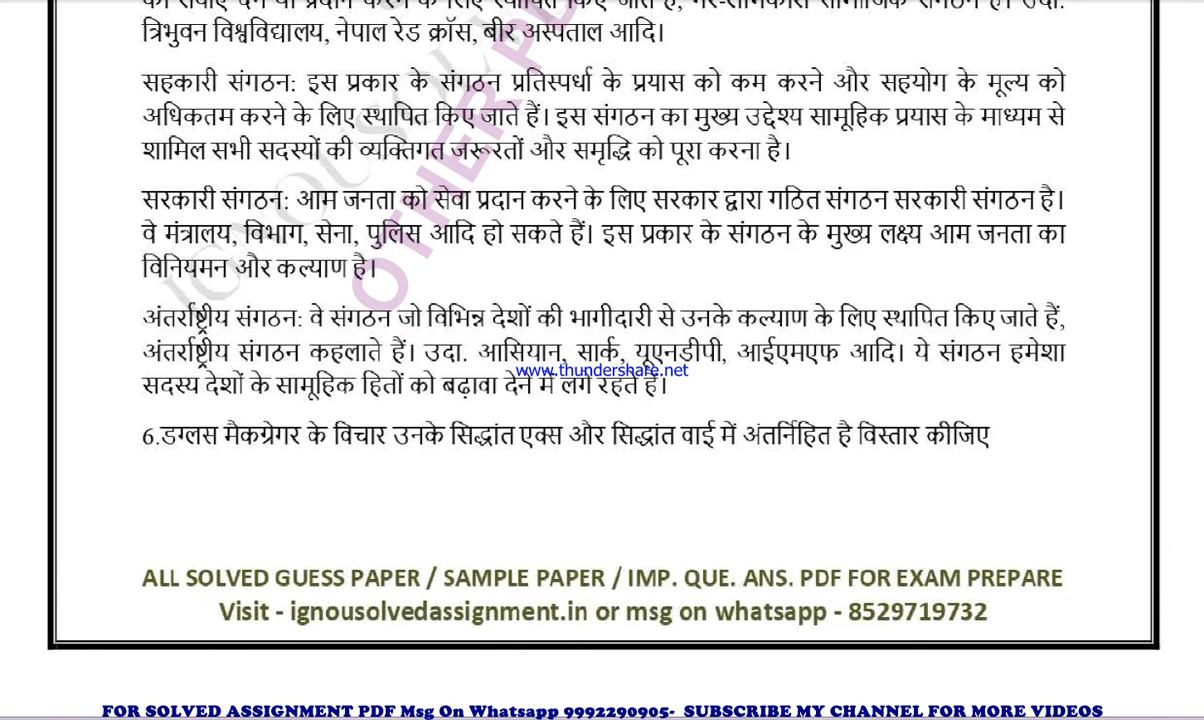 त्रिभुवन विश्वविद्यालय, नेपाल रेड क्रॉस, बीर अस्पताल आदि।
सहकारी संगठन: इस प्रकार के संगठन प्रतिस्पर्धा के प्रयास को कम करने और सहयोग के मूल्य को
अधिकतम करने के लिए स्थापित किए जाते हैं। इस संगठन का मुख्य उद्देश्य सामूहिक प्रयास के माध्यम से
शामिल सभी सदस्यों की व्यक्तिगत जरूरतों और समृद्धि को पूरा करना है।
सरकारी संगठन: आम जनता को सेवा प्रदान करने के लिए सरकार द्वारा गठित संगठन सरकारी संगठन है।
वे मंत्रालय, विभाग, सेना, पुलिस आदि हो सकते हैं। इस प्रकार के संगठन के मुख्य लक्ष्य आम जनता का
विनियमन और कल्याण है।
अंतर्राष्ट्रीय संगठन: वे संगठन जो विभिन्न देशों की भागीदारी से उनके कल्याण के लिए स्थापित किए जाते हैं,
अंतर्राष्ट्रीय संगठन कहलाते हैं। उदा. आसियान, सार्क, यूएनडीपी, आईएमएफ आदि। ये संगठन हमेशा
www.thundershare.net
सदस्य देशों के सामूहिक हितों को बढ़ावा देने में लगे रहते हैं।
6.डग्लस मैकग्रेगर के विचार उनके सिद्धांत एक्स और सिद्धांत वाई में अंतर्निहित है विस्तार कीजिए
ALL SOLVED GUESS PAPER / SAMPLE PAPER / IMP. QUE. ANS. PDF FOR EXAM PREPARE
Visit - ignousolvedassignment.in or msg on whatsapp - 8529719732
FOR SOLVED ASSIGNMENT PDF Msg On Whatsapp 9992290905- SUBSCRIBE MY CHANNEL FOR MORE VIDEOS